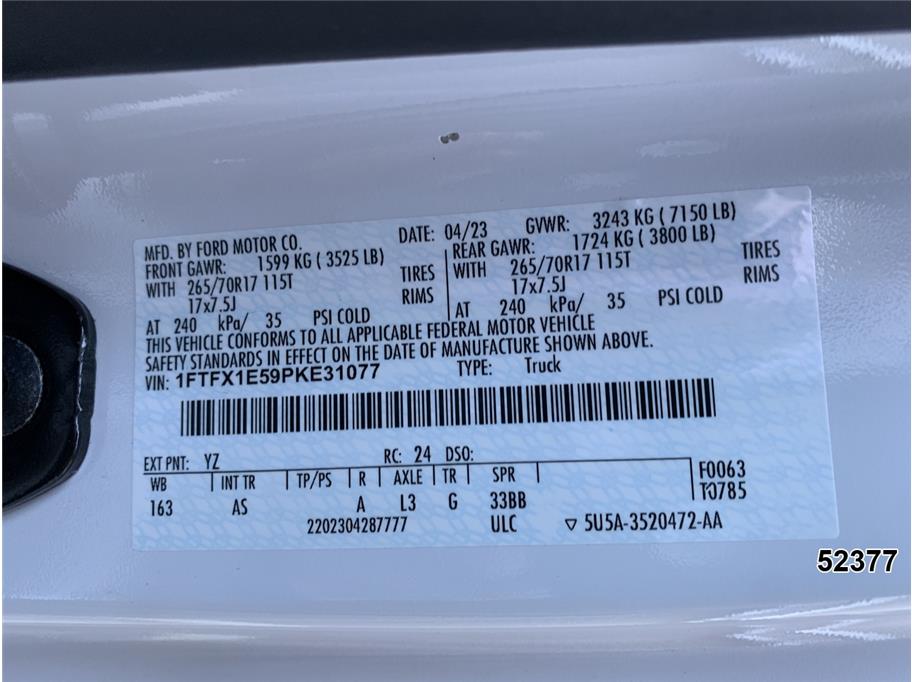 MFD. BY FORD MOTOR CO. DATE: 04/23 GVWR: 3243 KG ( 7150 LB)
FRONT GAWR: 1599 KG ( 3525 LB) REAR GAWR: 1724 KG ( 3800 LB)
WITH 265/70R17 115T TIRES WITH 265/70R17 115T TIRES
17x7.5J RIMS 17x7.5J RIMS
AT 240 kPa/ 35 PSI COLD AT 240 kPa/ 35 PSI COLD
THIS VEHICLE CONFORMS TO ALL APPLICABLE FEDERAL MOTOR VEHICLE
SAFETY STANDARDS IN EFFECT ON THE DATE OF MANUFACTURE SHOWN ABOVE.
VIN: 1FTFX1E59PKE31077 TYPE: Truck
EXT PNT: YZ RC: 24 DSO:
WB INT TR TP/PS R AXLE TR SPR F0063
163 AS A L3 G 33BB T0785
2202304287777 ULC ▽ 5U5A-3520472-AA
52377